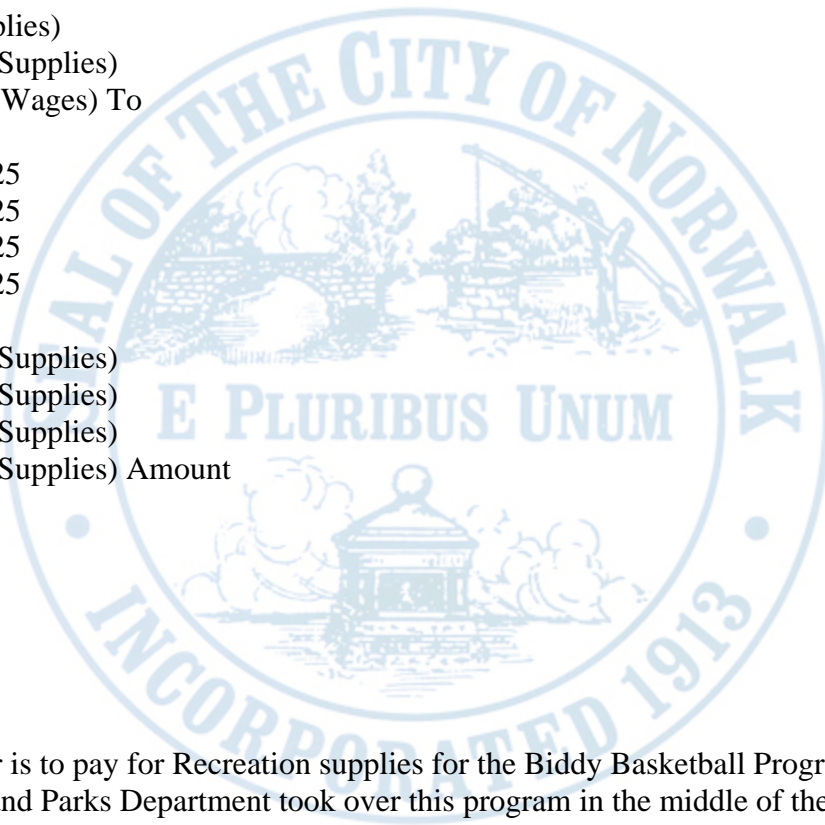 plies)
Supplies)
Wages) To
25
25
25
25
Supplies)
Supplies)
Supplies)
Supplies) Amount
SEAL OF THE CITY OF NORWALK
E PLURIBUS UNUM
INCORPORATED 1913
r is to pay for Recreation supplies for the Biddy Basketball Progr
nd Parks Department took over this program in the middle of the